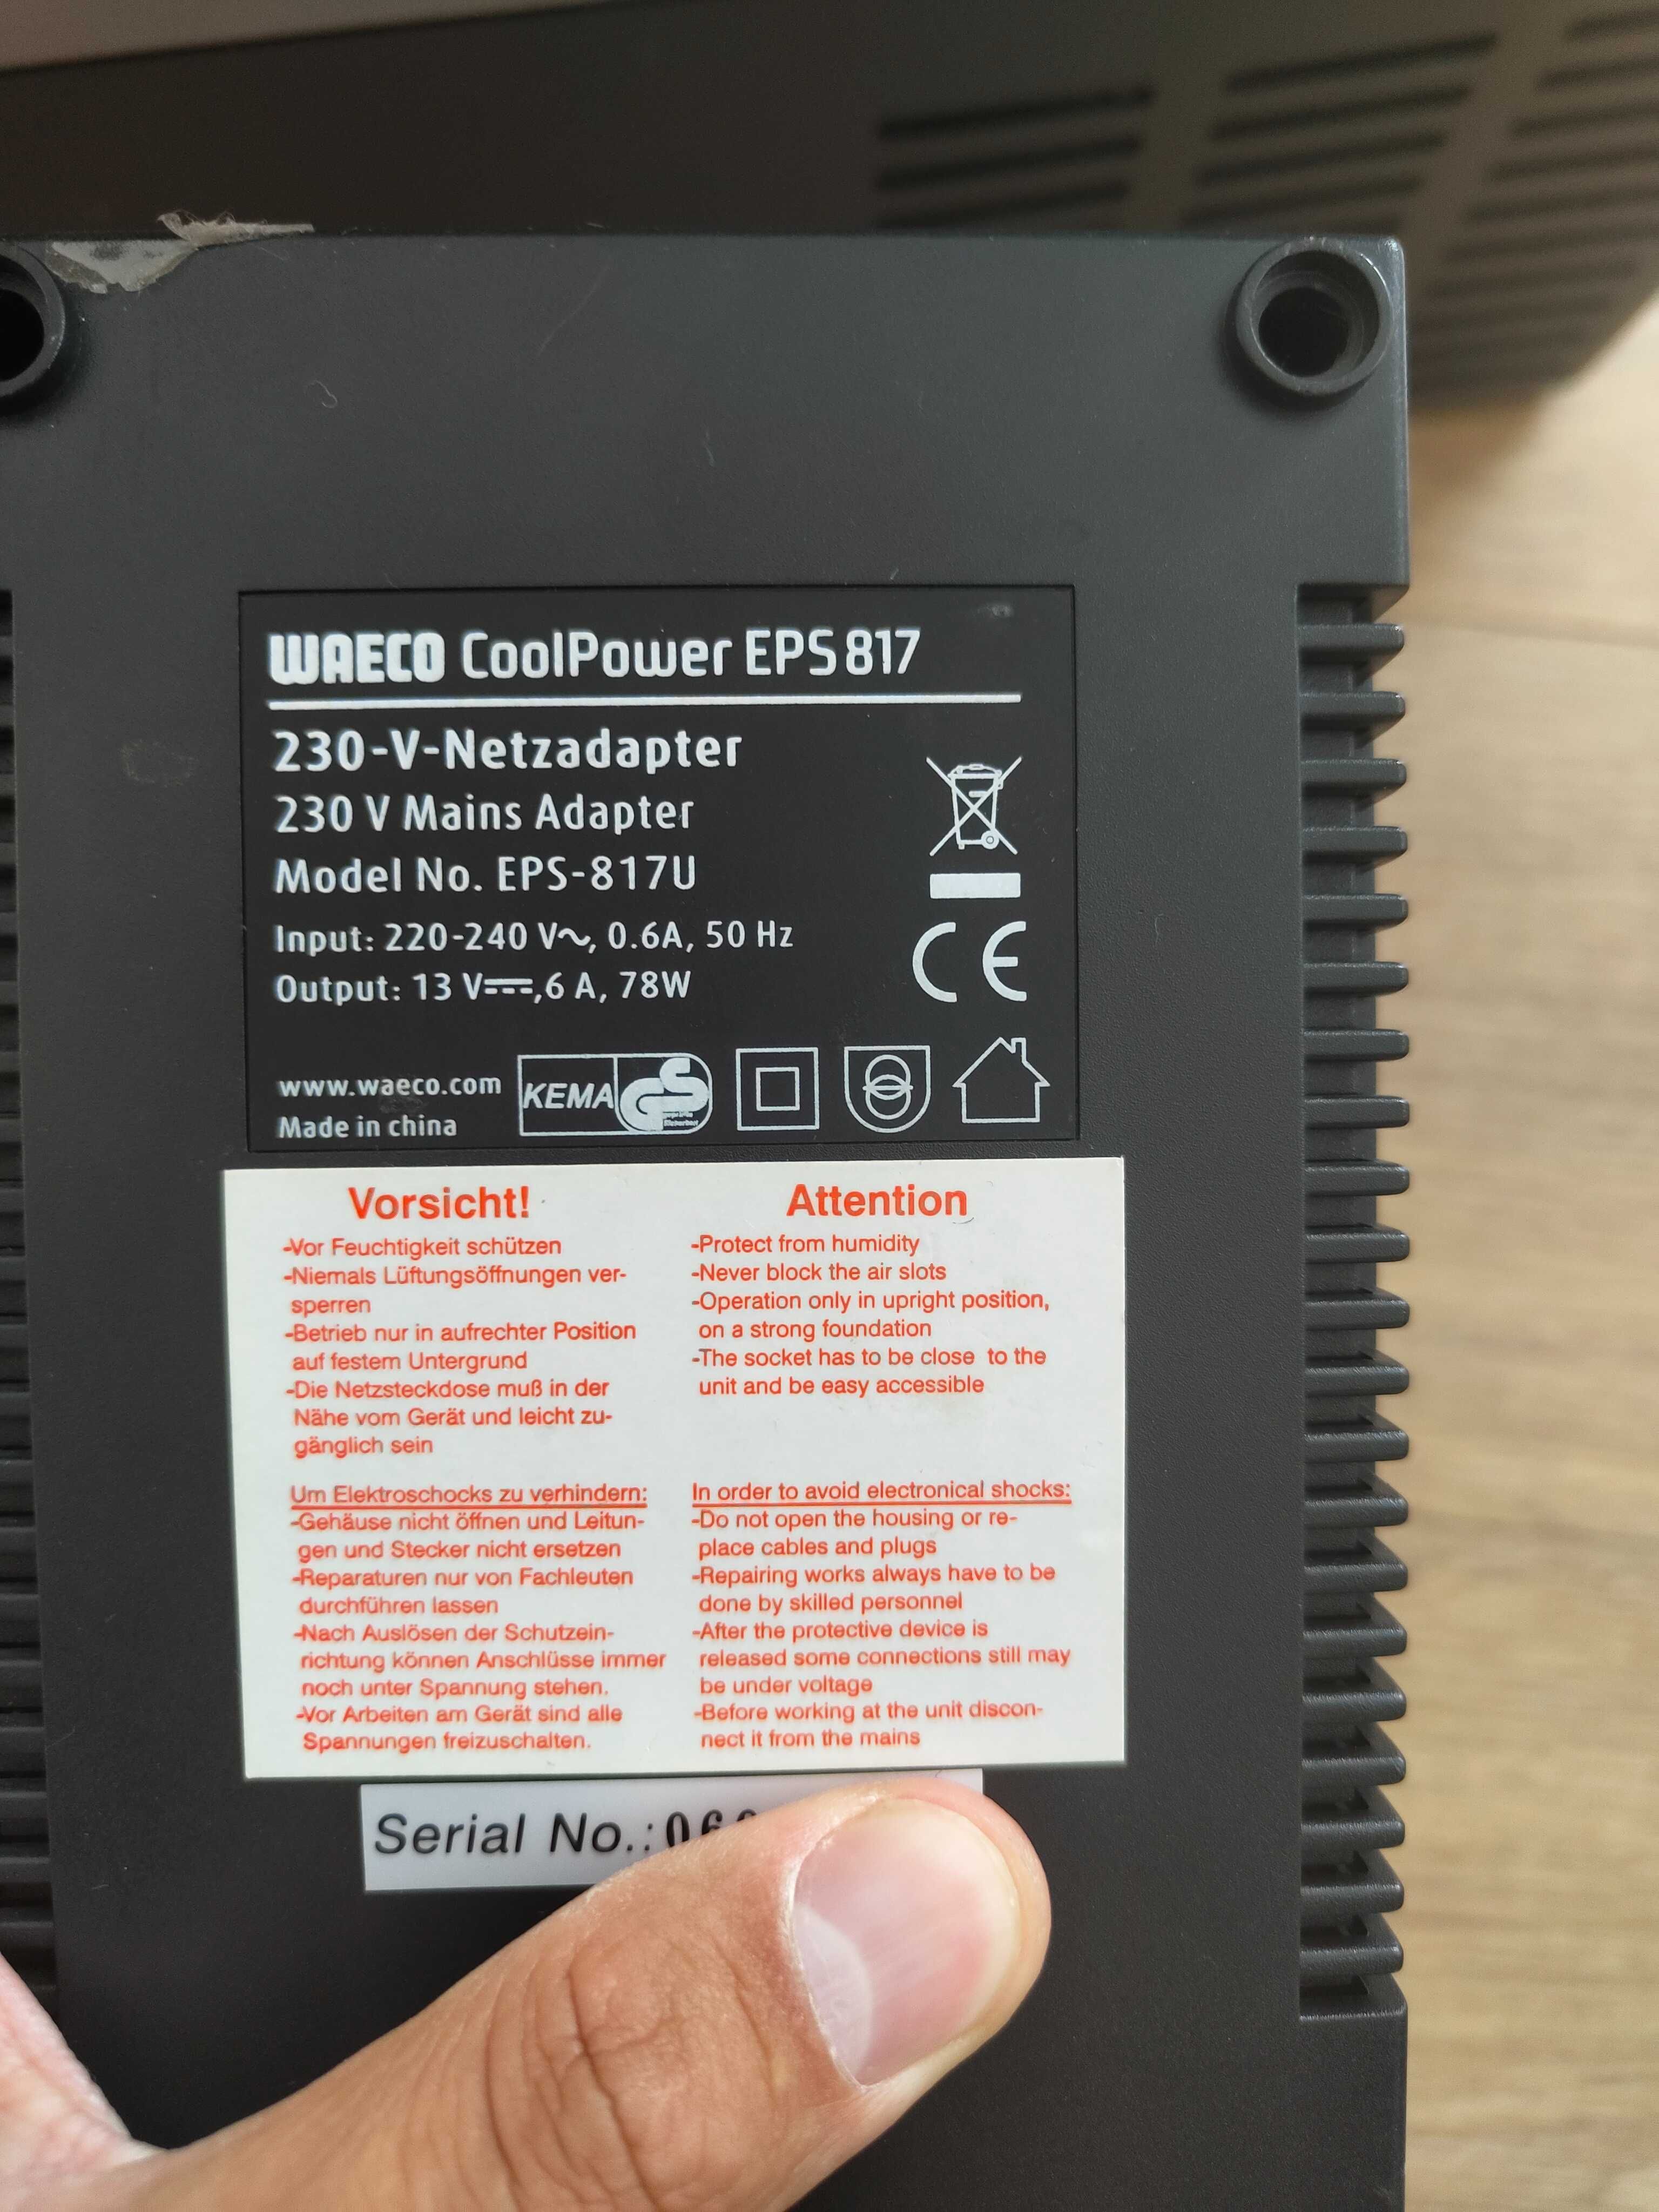 WAECO CoolPower EPS 817
230-V-Netzadapter
230 V Mains Adapter
Model No. EPS-817U
Input: 220-240 V~, 0.6A, 50 Hz
Output: 13 V⎓,6 A, 78W
www.waeco.com
Made in china
KEMA
GS
CE
Vorsicht!
-Vor Feuchtigkeit schützen
-Niemals Lüftungsöffnungen ver-
sperren
-Betrieb nur in aufrechter Position
auf festem Untergrund
-Die Netzsteckdose muß in der
Nähe vom Gerät und leicht zu-
gänglich sein
Um Elektroschocks zu verhindern:
-Gehäuse nicht öffnen und Leitun-
gen und Stecker nicht ersetzen
-Reparaturen nur von Fachleuten
durchführen lassen
-Nach Auslösen der Schutzein-
richtung können Anschlüsse immer
noch unter Spannung stehen.
-Vor Arbeiten am Gerät sind alle
Spannungen freizuschalten.
Attention
-Protect from humidity
-Never block the air slots
-Operation only in upright position,
on a strong foundation
-The socket has to be close to the
unit and be easy accessible
In order to avoid electronical shocks:
-Do not open the housing or re-
place cables and plugs
-Repairing works always have to be
done by skilled personnel
-After the protective device is
released some connections still may
be under voltage
-Before working at the unit discon-
nect it from the mains
Serial No.: